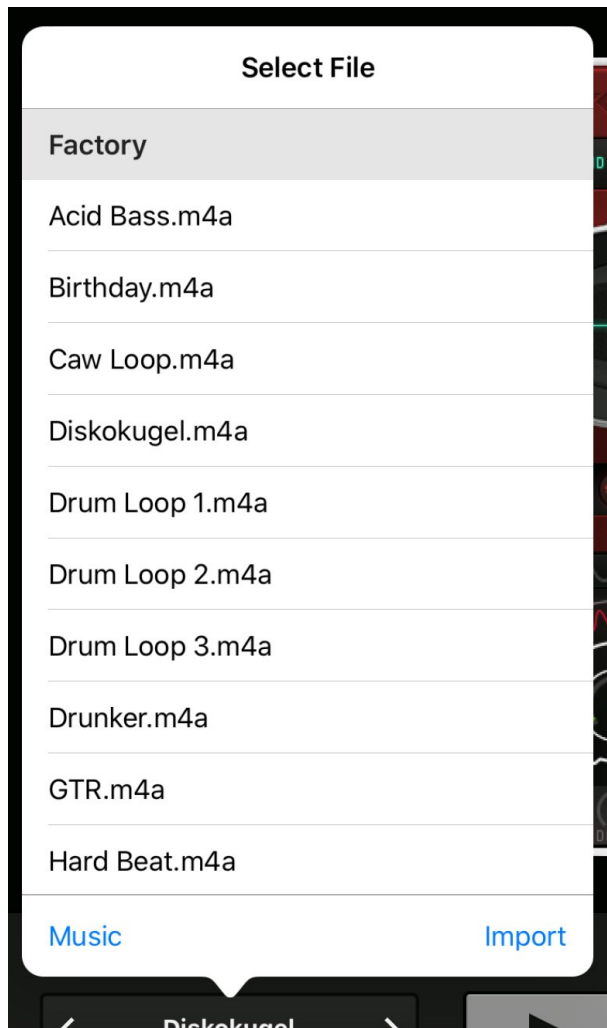 Select File
Factory
Acid Bass.m4a
Birthday.m4a
Caw Loop.m4a
Diskokugel.m4a
Drum Loop 1.m4a
Drum Loop 2.m4a
Drum Loop 3.m4a
Drunker.m4a
GTR.m4a
Hard Beat.m4a
Music Import
Diskokugel